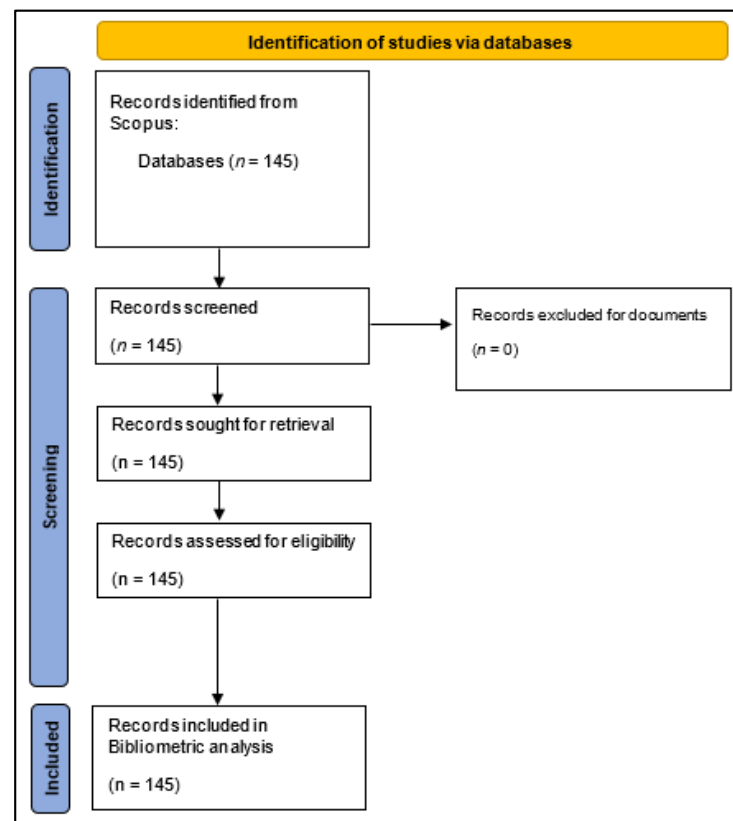 Identification of studies via databases
Identification
Records identified from
Scopus:
Databases (n = 145)
Screening
Records screened
(n = 145)
Records excluded for documents
(n = 0)
Records sought for retrieval
(n = 145)
Records assessed for eligibility
(n = 145)
Included
Records included in
Bibliometric analysis
(n = 145)